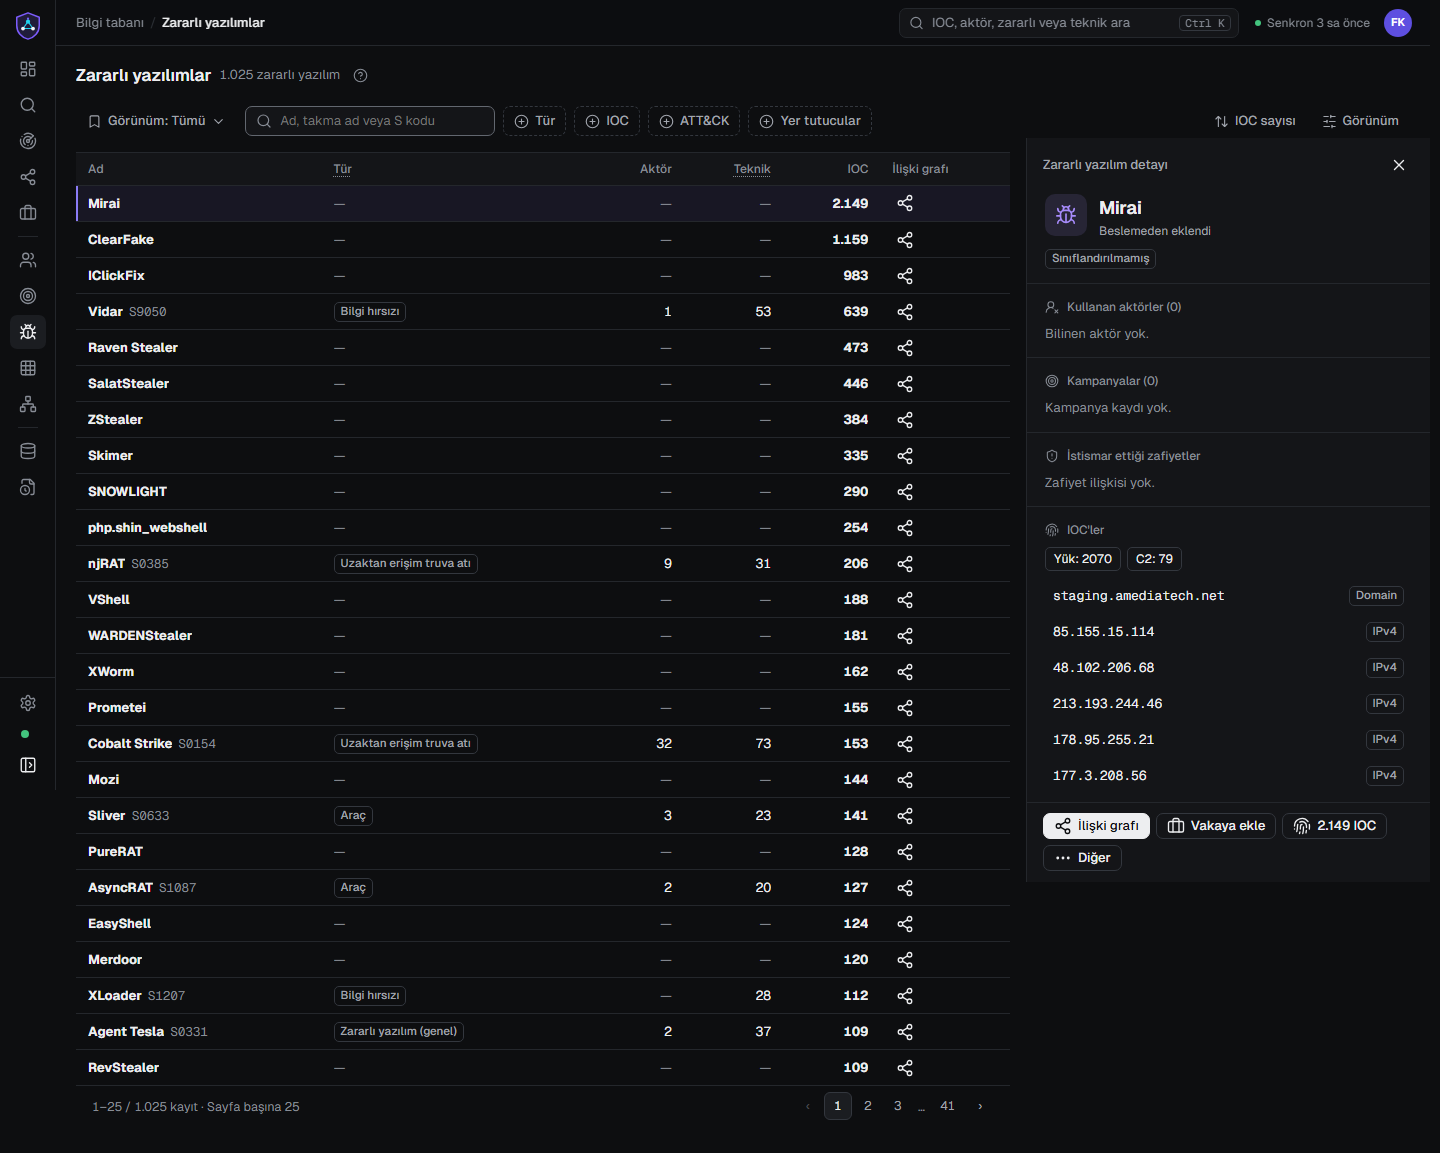 Bilgi tabanı / Zararlı yazılımlar
IOC, aktör, zararlı veya teknik ara Ctrl K
Senkron 3 sa önce
FK
Zararlı yazılımlar 1.025 zararlı yazılım
Görünüm: Tümü
Ad, takma ad veya S kodu
Tür
IOC
ATT&CK
Yer tutucular
IOC sayısı
Görünüm
Ad Tür Aktör Teknik IOC İlişki grafı
Mirai — — — 2.149
ClearFake — — — 1.159
IClickFix — — — 983
Vidar S9050 Bilgi hırsızı 1 53 639
Raven Stealer — — — 473
SalatStealer — — — 446
ZStealer — — — 384
Skimer — — — 335
SNOWLIGHT — — — 290
php.shin_webshell — — — 254
njRAT S0385 Uzaktan erişim truva atı 9 31 206
VShell — — — 188
WARDENStealer — — — 181
XWorm — — — 162
Prometei — — — 155
Cobalt Strike S0154 Uzaktan erişim truva atı 32 73 153
Mozi — — — 144
Sliver S0633 Araç 3 23 141
PureRAT — — — 128
AsyncRAT S1087 Araç 2 20 127
EasyShell — — — 124
Merdoor — — — 120
XLoader S1207 Bilgi hırsızı — 28 112
Agent Tesla S0331 Zararlı yazılım (genel) 2 37 109
RevStealer — — — 109
1–25 / 1.025 kayıt · Sayfa başına 25
‹ 1 2 3 … 41 ›
Zararlı yazılım detayı
Mirai
Beslemeden eklendi
Sınıflandırılmamış
Kullanan aktörler (0)
Bilinen aktör yok.
Kampanyalar (0)
Kampanya kaydı yok.
İstismar ettiği zafiyetler
Zafiyet ilişkisi yok.
IOC'ler
Yük: 2070 C2: 79
staging.amediatech.net Domain
85.155.15.114 IPv4
48.102.206.68 IPv4
213.193.244.46 IPv4
178.95.255.21 IPv4
177.3.208.56 IPv4
İlişki grafı Vakaya ekle 2.149 IOC
Diğer